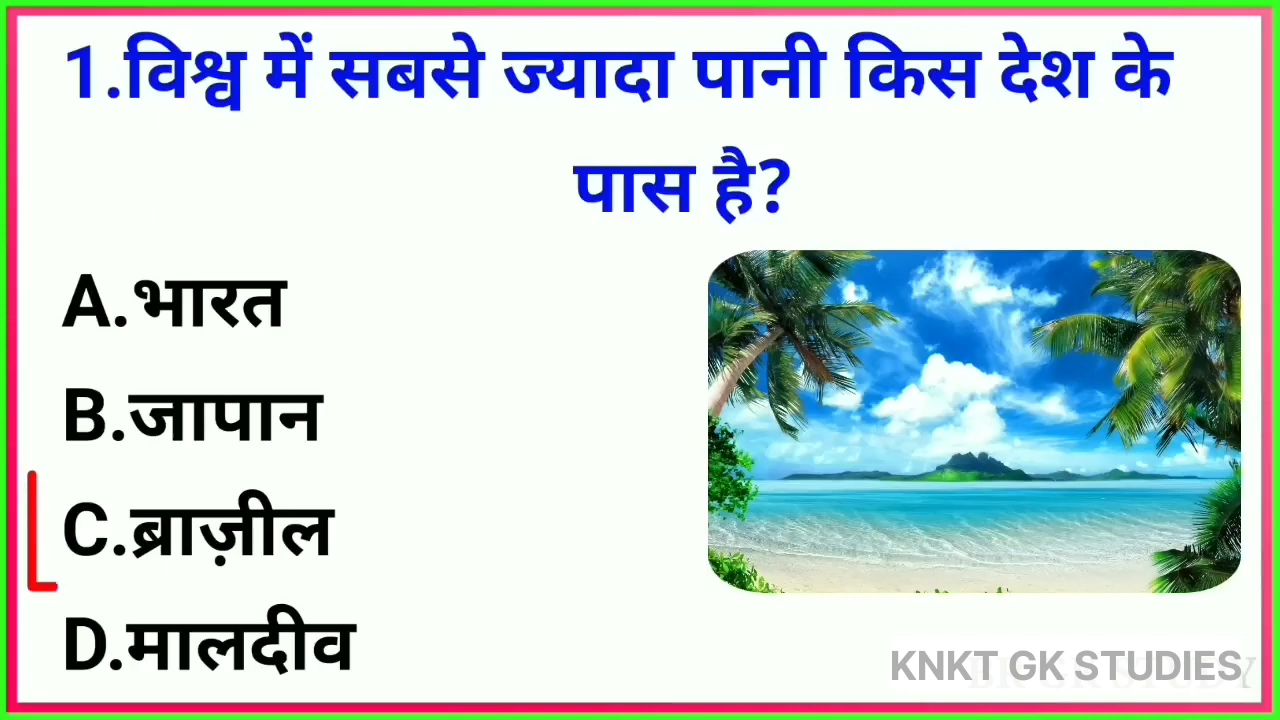 1.विश्व में सबसे ज्यादा पानी किस देश के
पास है?
A.भारत
B.जापान
C.ब्राज़ील
D.मालदीव
KNKT GK STUDIES